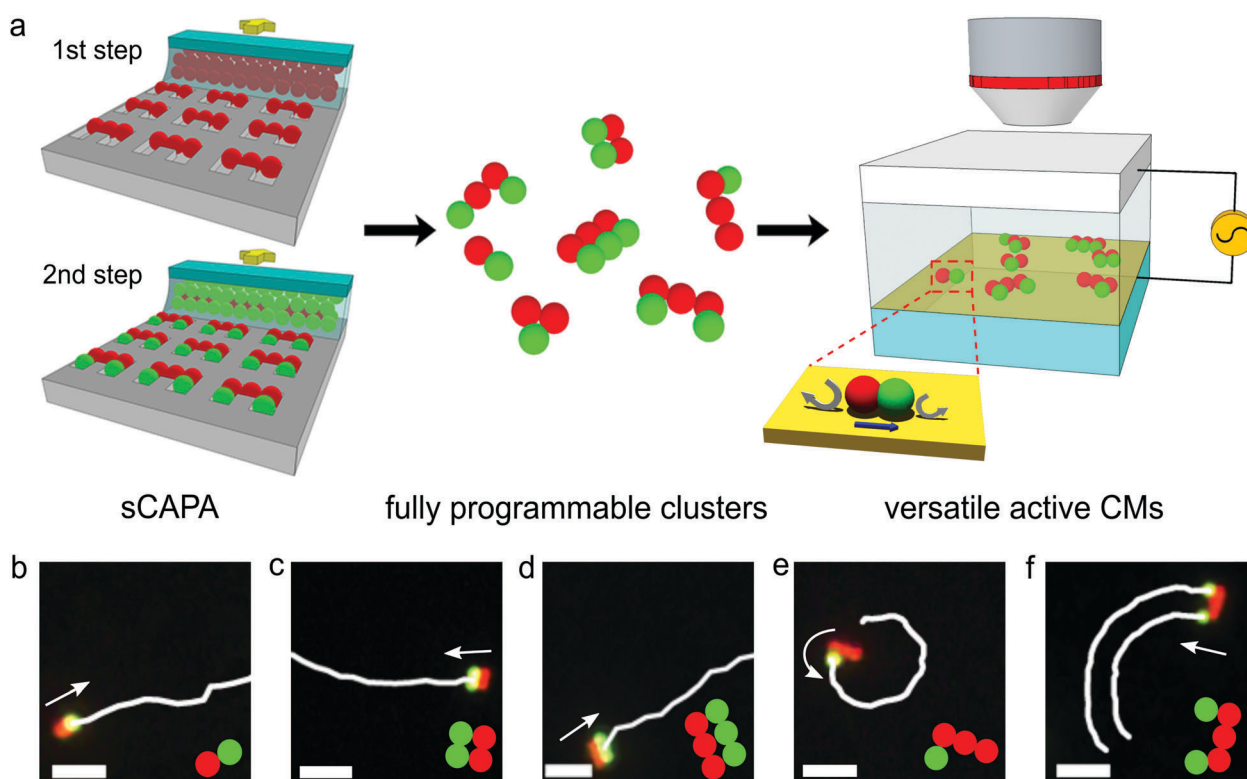 a
1st step
2nd step
sCAPA
fully programmable clusters
versatile active CMs
b
c
d
e
f